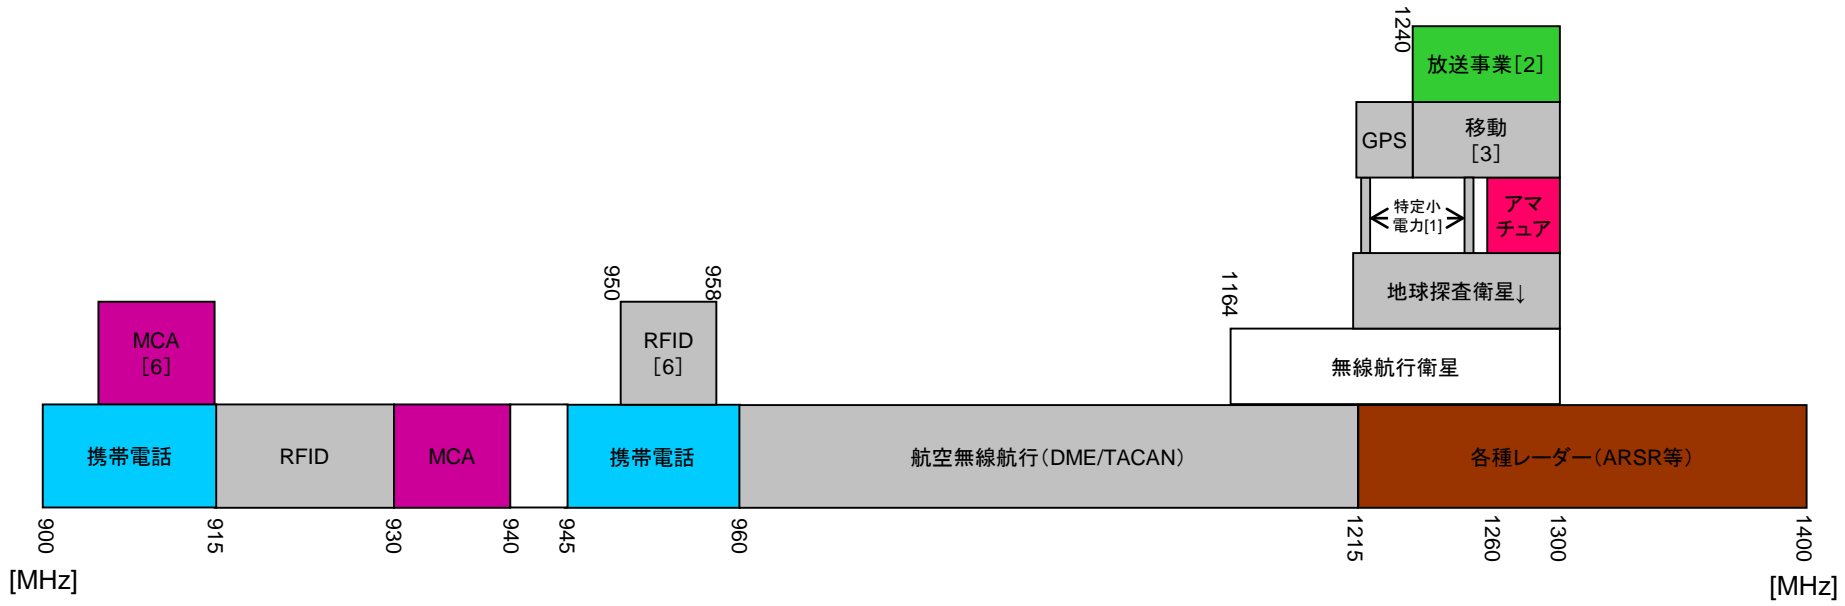 1240
放送事業[2]
GPS
移動
[3]
特定小
電力[1]
アマ
チュア
950
958
1164
地球探査衛星↓
MCA
[6]
RFID
[6]
無線航行衛星
携帯電話
RFID
MCA
携帯電話
航空無線航行(DME/TACAN)
各種レーダー(ARSR等)
900
915
930
940
945
960
1215
1260
1300
1400
[MHz]
[MHz]